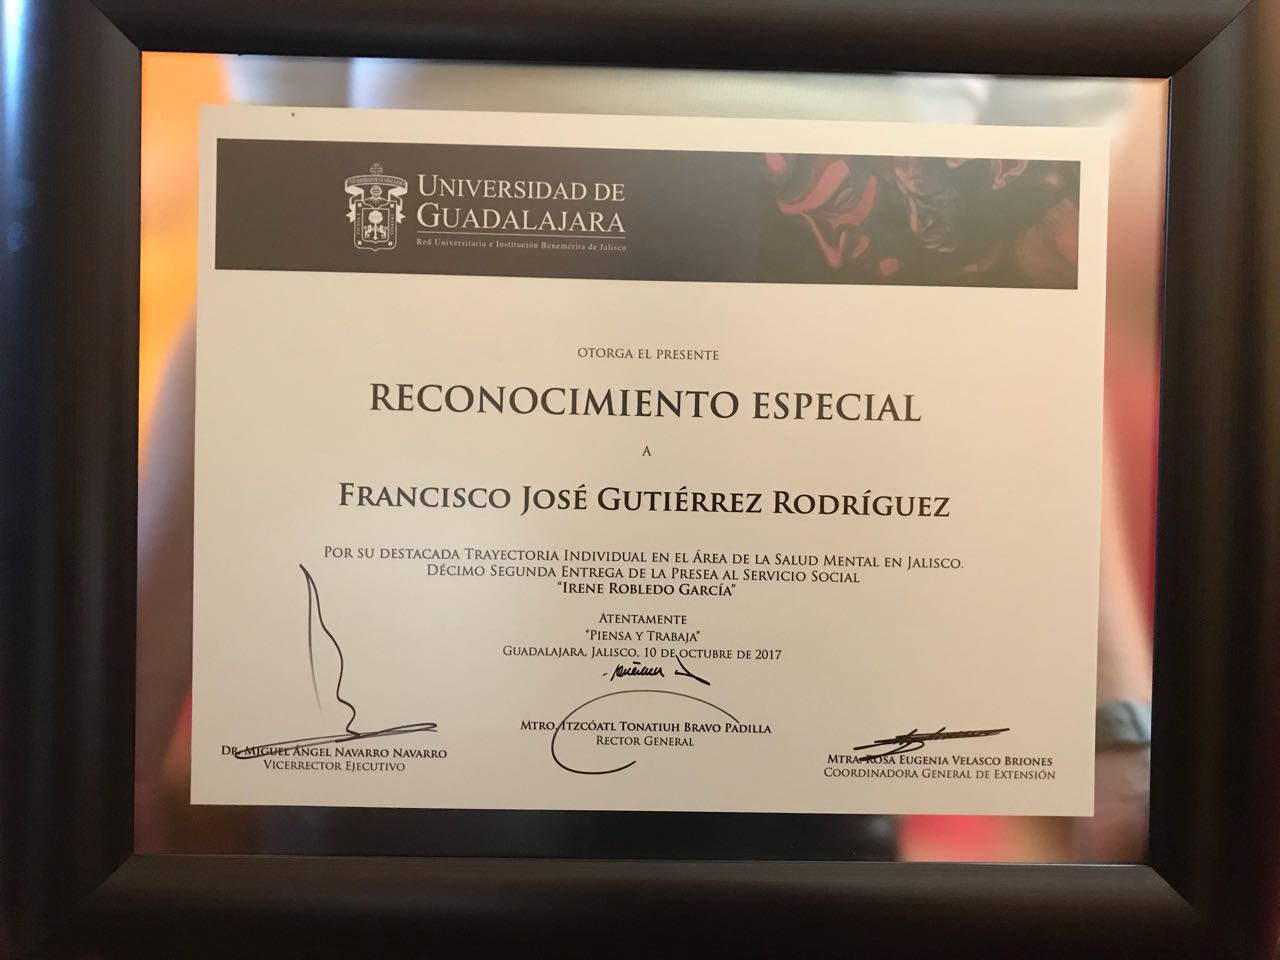 UNIVERSIDAD DE
GUADALAJARA
Red Universitaria e Institución Benemérita de Jalisco
OTORGA EL PRESENTE
RECONOCIMIENTO ESPECIAL
A
FRANCISCO JOSÉ GUTIÉRREZ RODRÍGUEZ
POR SU DESTACADA TRAYECTORIA INDIVIDUAL EN EL ÁREA DE LA SALUD MENTAL EN JALISCO.
DÉCIMO SEGUNDA ENTREGA DE LA PRESEA AL SERVICIO SOCIAL
"IRENE ROBLEDO GARCÍA"
ATENTAMENTE
"PIENSA Y TRABAJA"
GUADALAJARA, JALISCO, 10 DE OCTUBRE DE 2017
MTRO. ITZCÓATL TONATIUH BRAVO PADILLA
RECTOR GENERAL
DR. MIGUEL ÁNGEL NAVARRO NAVARRO
VICERRECTOR EJECUTIVO
MTRA. ROSA EUGENIA VELASCO BRIONES
COORDINADORA GENERAL DE EXTENSIÓN